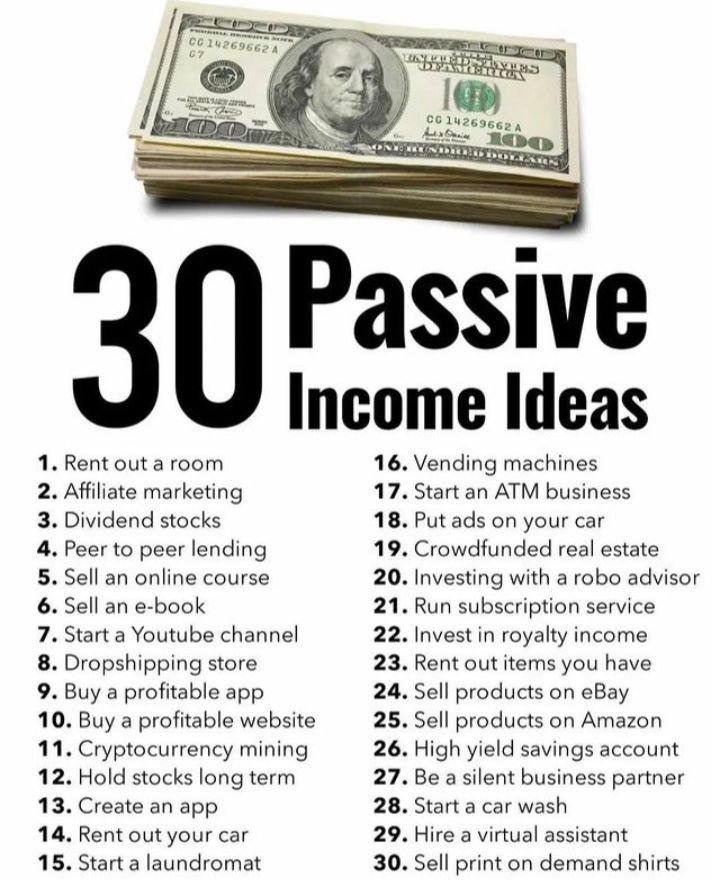 FEDERAL RESERVE NOTE
CG 14269662 A
G7
100
THE UNITED STATES
OF AMERICA
100
CG 14269662 A
100
100
ONE HUNDRED DOLLARS
30 Passive
Income Ideas
1. Rent out a room
2. Affiliate marketing
3. Dividend stocks
4. Peer to peer lending
5. Sell an online course
6. Sell an e-book
7. Start a Youtube channel
8. Dropshipping store
9. Buy a profitable app
10. Buy a profitable website
11. Cryptocurrency mining
12. Hold stocks long term
13. Create an app
14. Rent out your car
15. Start a laundromat
16. Vending machines
17. Start an ATM business
18. Put ads on your car
19. Crowdfunded real estate
20. Investing with a robo advisor
21. Run subscription service
22. Invest in royalty income
23. Rent out items you have
24. Sell products on eBay
25. Sell products on Amazon
26. High yield savings account
27. Be a silent business partner
28. Start a car wash
29. Hire a virtual assistant
30. Sell print on demand shirts